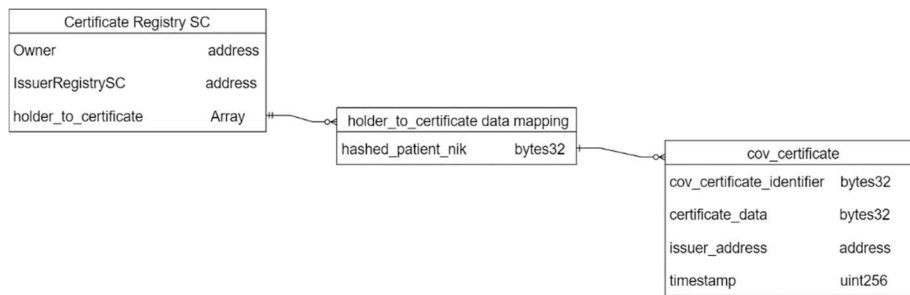 Certificate Registry SC
Owner address
IssuerRegistrySC address
holder_to_certificate Array
holder_to_certificate data mapping
hashed_patient_nik bytes32
cov_certificate
cov_certificate_identifier bytes32
certificate_data bytes32
issuer_address address
timestamp uint256